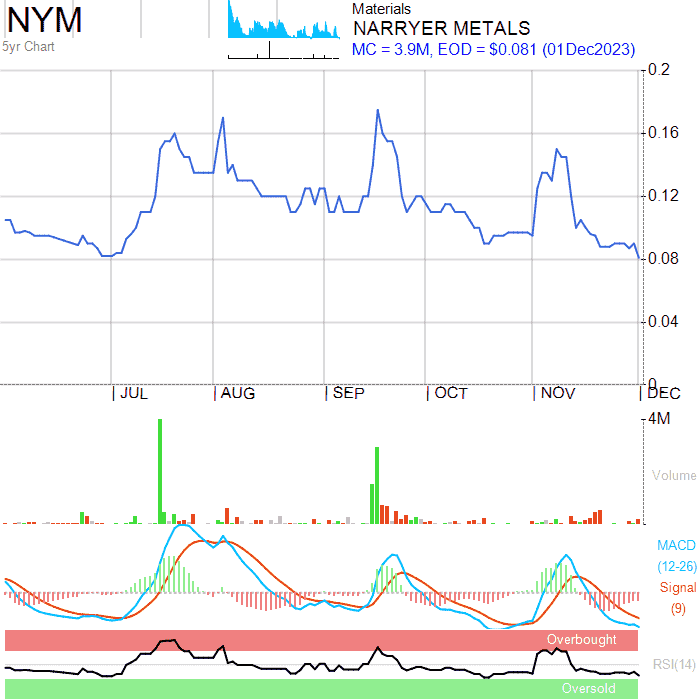 NYM
5yr Chart
Materials
NARRYER METALS
MC = 3.9M, EOD = $0.081 (01Dec2023)
0.2
0.16
0.12
0.08
0.04
0
JUL AUG SEP OCT NOV DEC
4M
Volume
MACD
(12-26)
Signal
(9)
Overbought
RSI(14)
Oversold